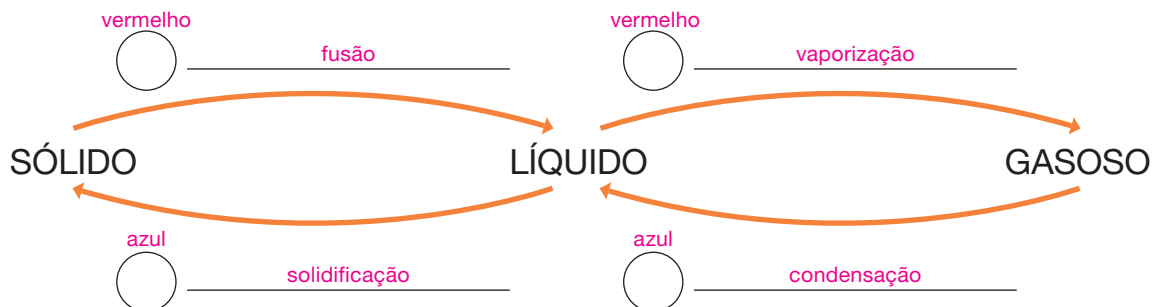 vermelho
vermelho
fusão
vaporização
SÓLIDO
LÍQUIDO
GASOSO
azul
azul
solidificação
condensação